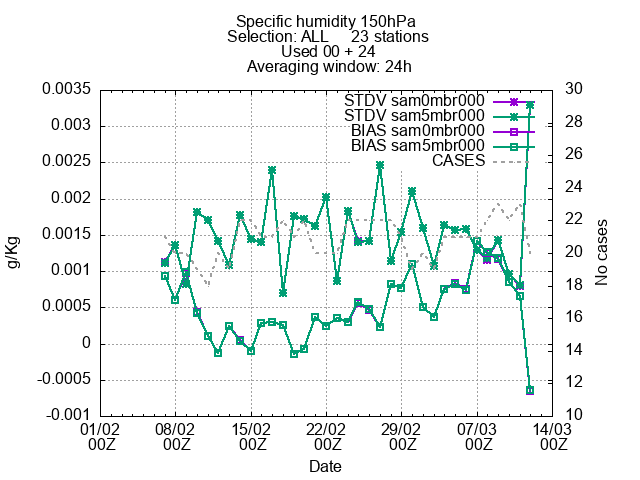 Specific humidity 150hPa
Selection: ALL 23 stations
Used 00 + 24
Averaging window: 24h
STDV sam0mbr000
STDV sam5mbr000
BIAS sam0mbr000
BIAS sam5mbr000
CASES
g/Kg
0.0035
0.003
0.0025
0.002
0.0015
0.001
0.0005
0
-0.0005
-0.001
30
28
26
24
22
20
18
16
14
12
10
No cases
01/02 08/02 15/02 22/02 29/02 07/03 14/03
00Z 00Z 00Z 00Z 00Z 00Z 00Z
Date